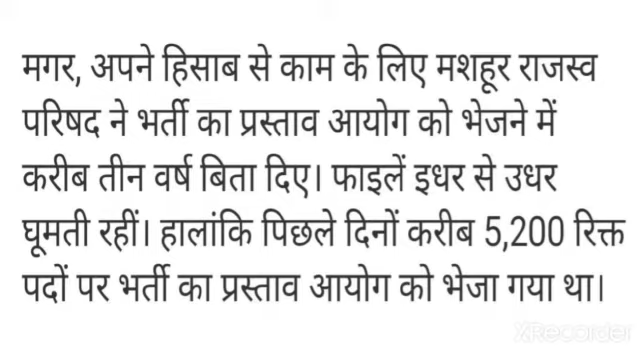 मगर, अपने हिसाब से काम के लिए मशहूर राजस्व
परिषद ने भर्ती का प्रस्ताव आयोग को भेजने में
करीब तीन वर्ष बिता दिए। फाइलें इधर से उधर
घूमती रहीं। हालांकि पिछले दिनों करीब 5,200 रिक्त
पदों पर भर्ती का प्रस्ताव आयोग को भेजा गया था।
XRecorder